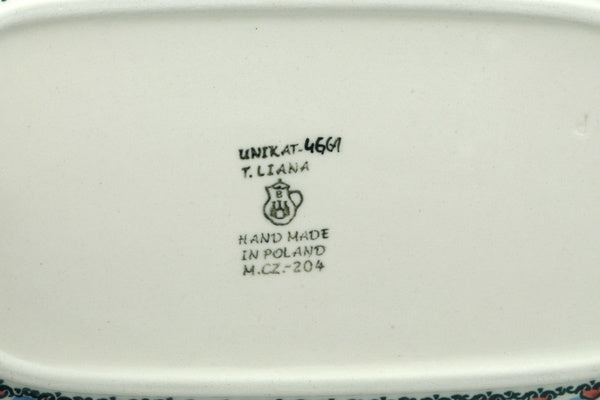 UNIKAT-4661
T. LIANA
B
HAND MADE
IN POLAND
M.CZ.-204